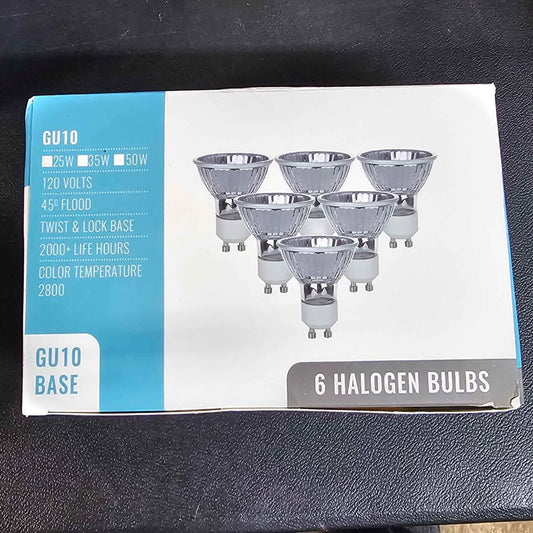 GU10
25W 35W 50W
120 VOLTS
45º FLOOD
TWIST & LOCK BASE
2000+ LIFE HOURS
COLOR TEMPERATURE
2800
GU10
BASE
6 HALOGEN BULBS